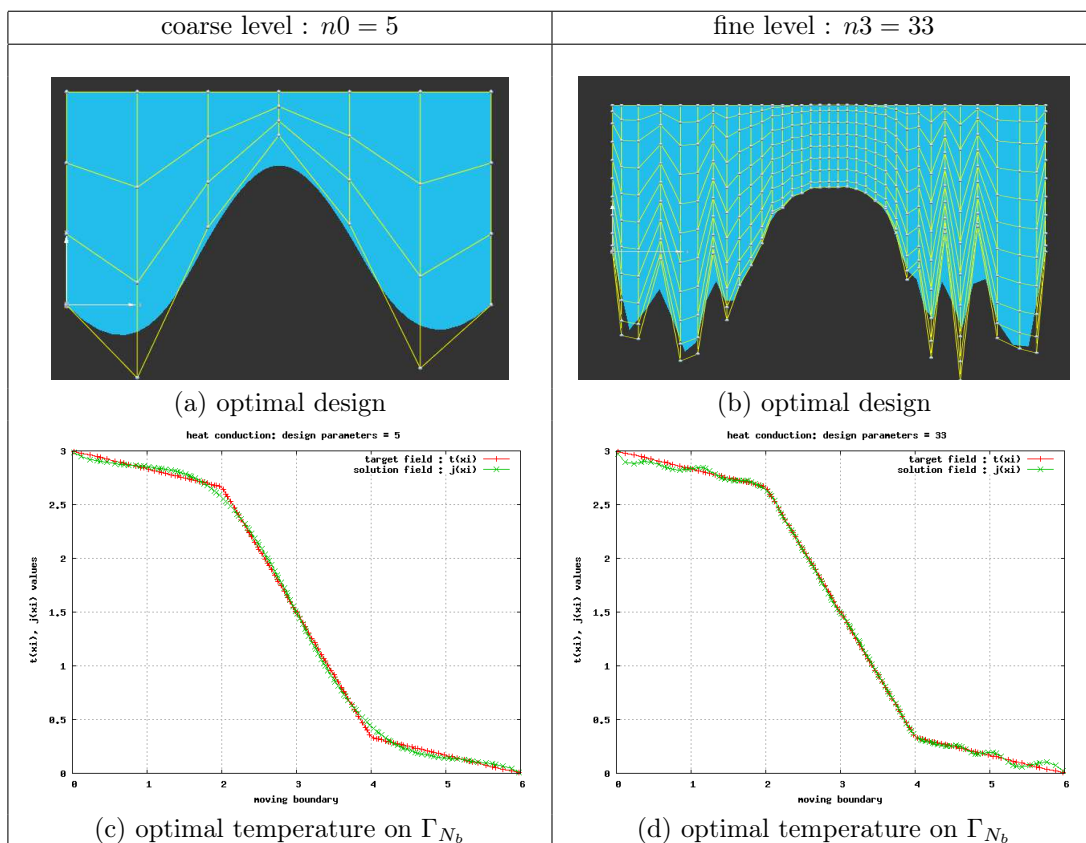 coarse level : n0 = 5
fine level : n3 = 33
(a) optimal design
(b) optimal design
heat conduction: design parameters = 5
target field : t(xi)
solution field : j(xi)
t(xi), j(xi) values
3
2.5
2
1.5
1
0.5
0
0 1 2 3 4 5 6
moving boundary
heat conduction: design parameters = 33
target field : t(xi)
solution field : j(xi)
t(xi), j(xi) values
3
2.5
2
1.5
1
0.5
0
0 1 2 3 4 5 6
moving boundary
(c) optimal temperature on Γ_{N_b}
(d) optimal temperature on Γ_{N_b}